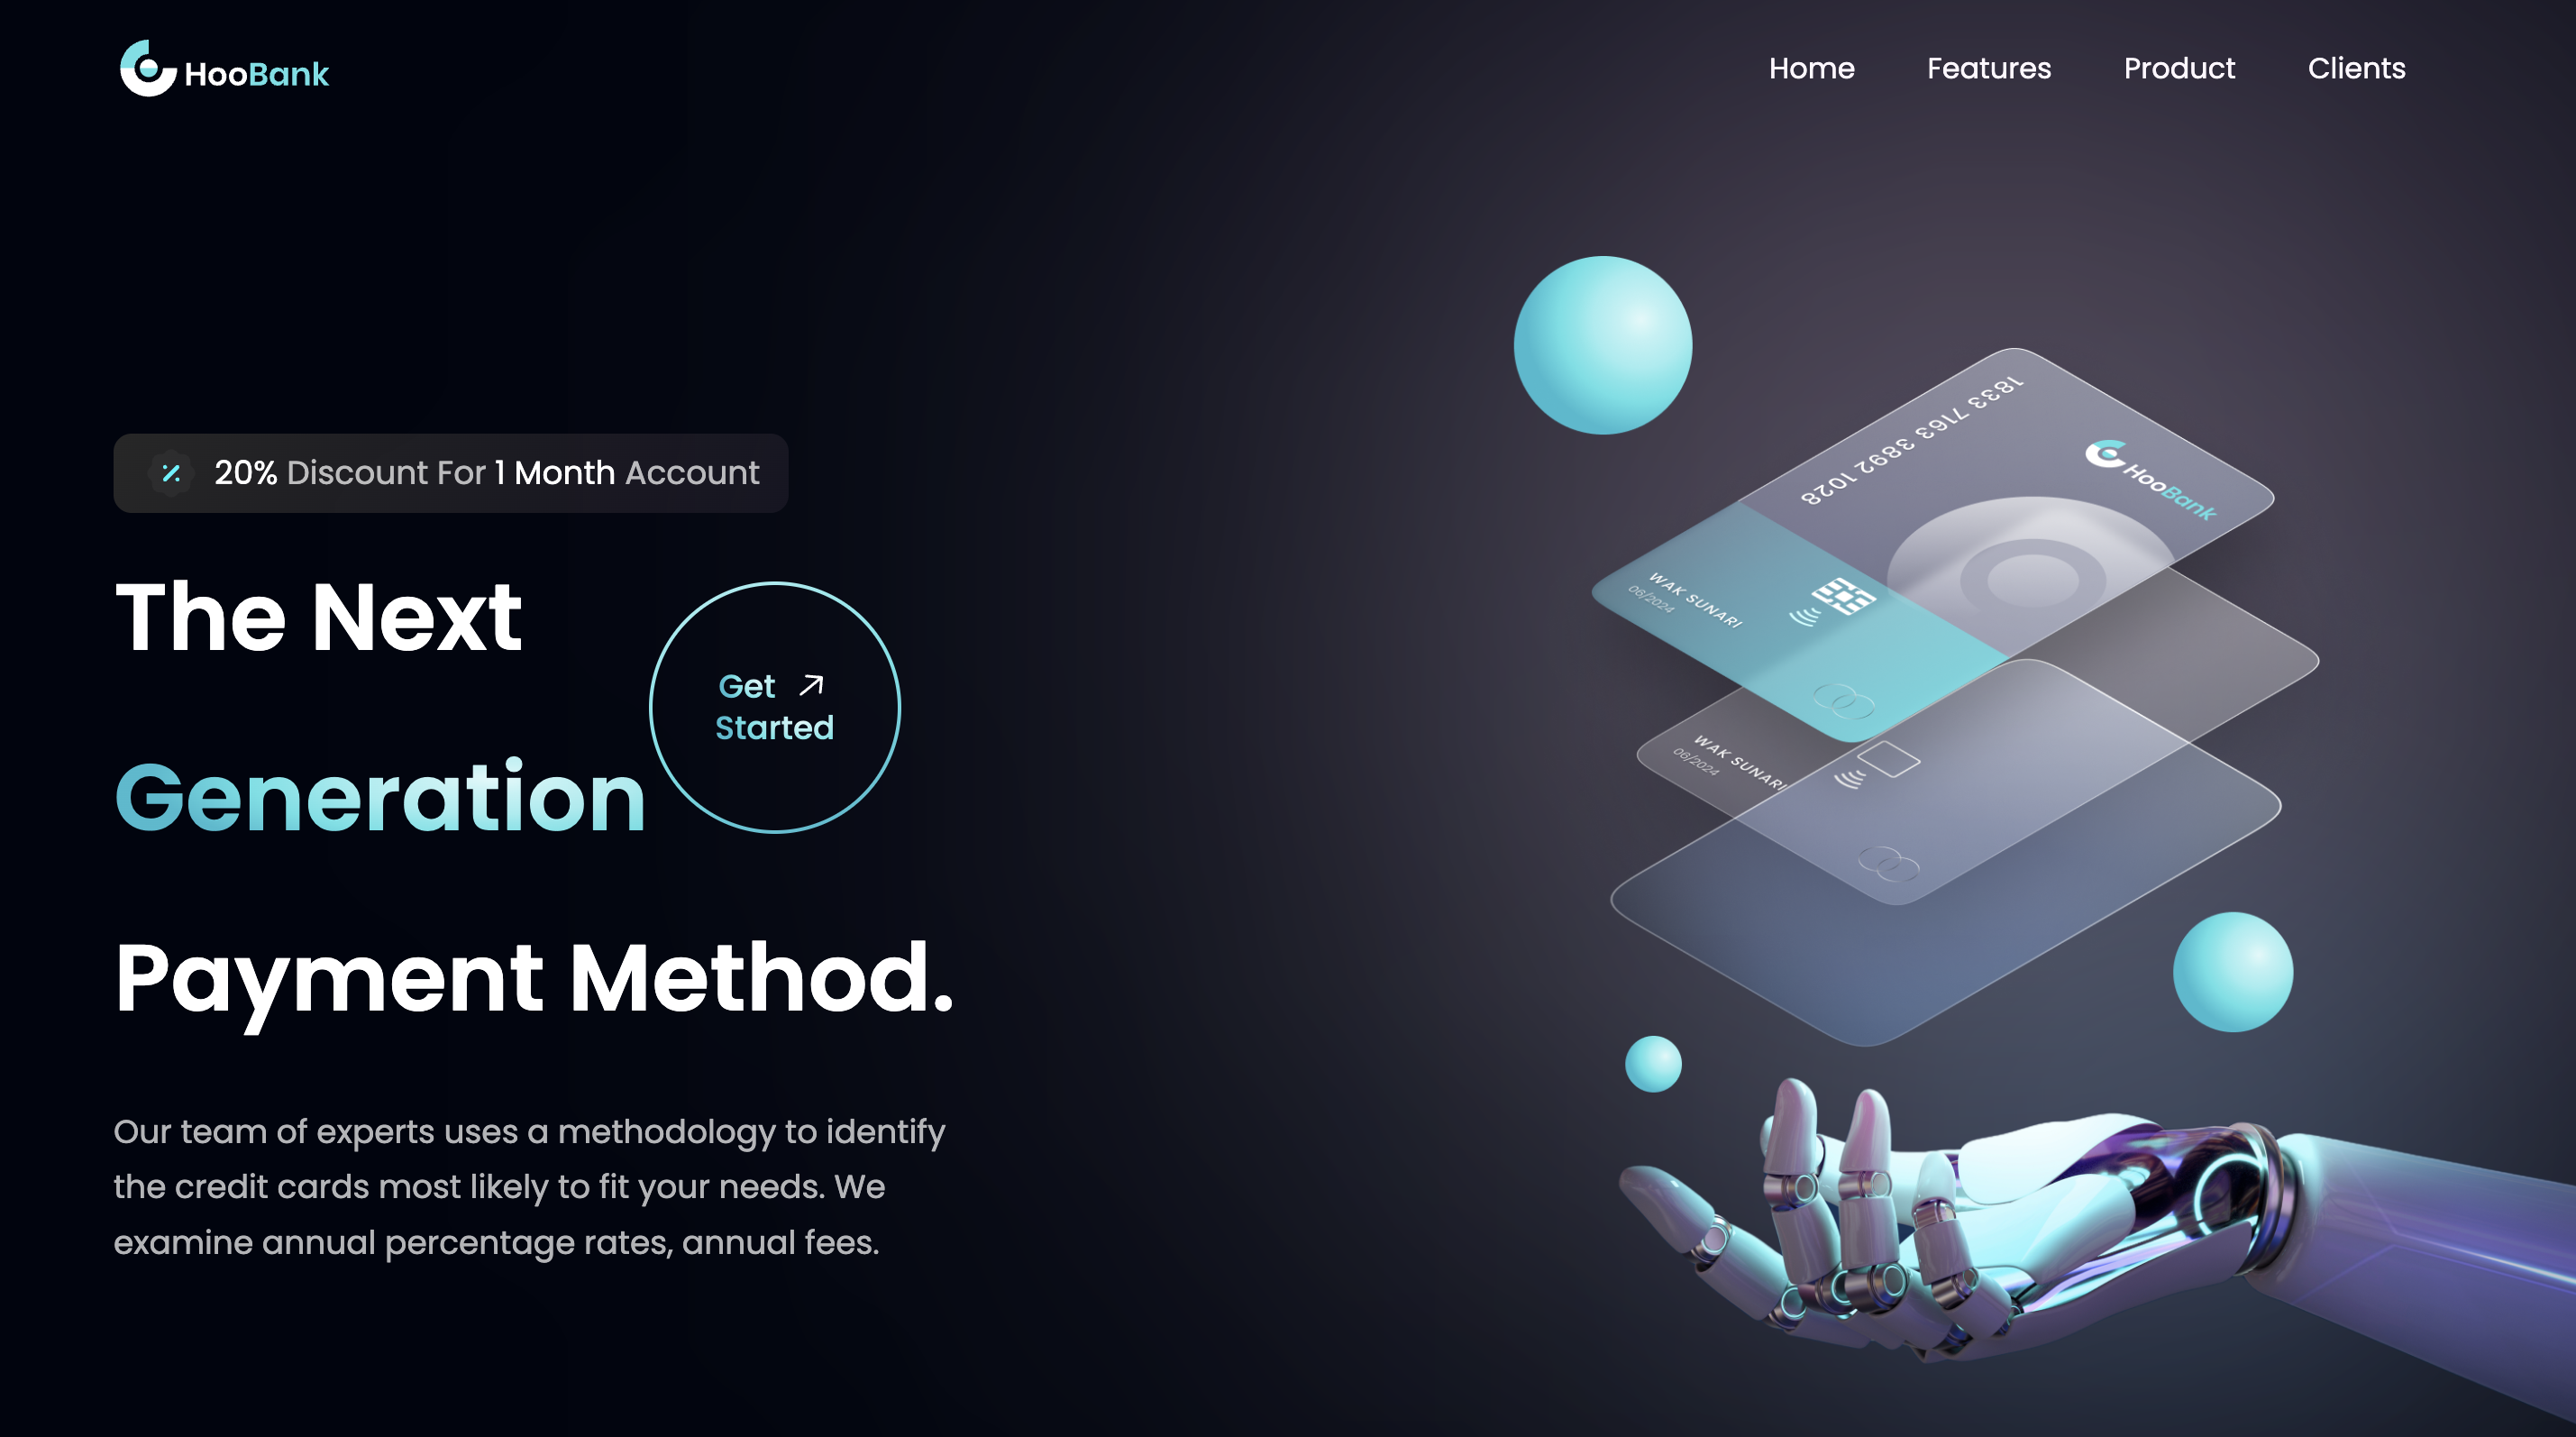 HooBank
Home Features Product Clients
20% Discount For 1 Month Account
The Next
Generation
Payment Method.
Get
Started
Our team of experts uses a methodology to identify
the credit cards most likely to fit your needs. We
examine annual percentage rates, annual fees.
1833 7163 3892 1028
HooBank
WAK SUNARI
06/2024
WAK SUNARI
06/2024